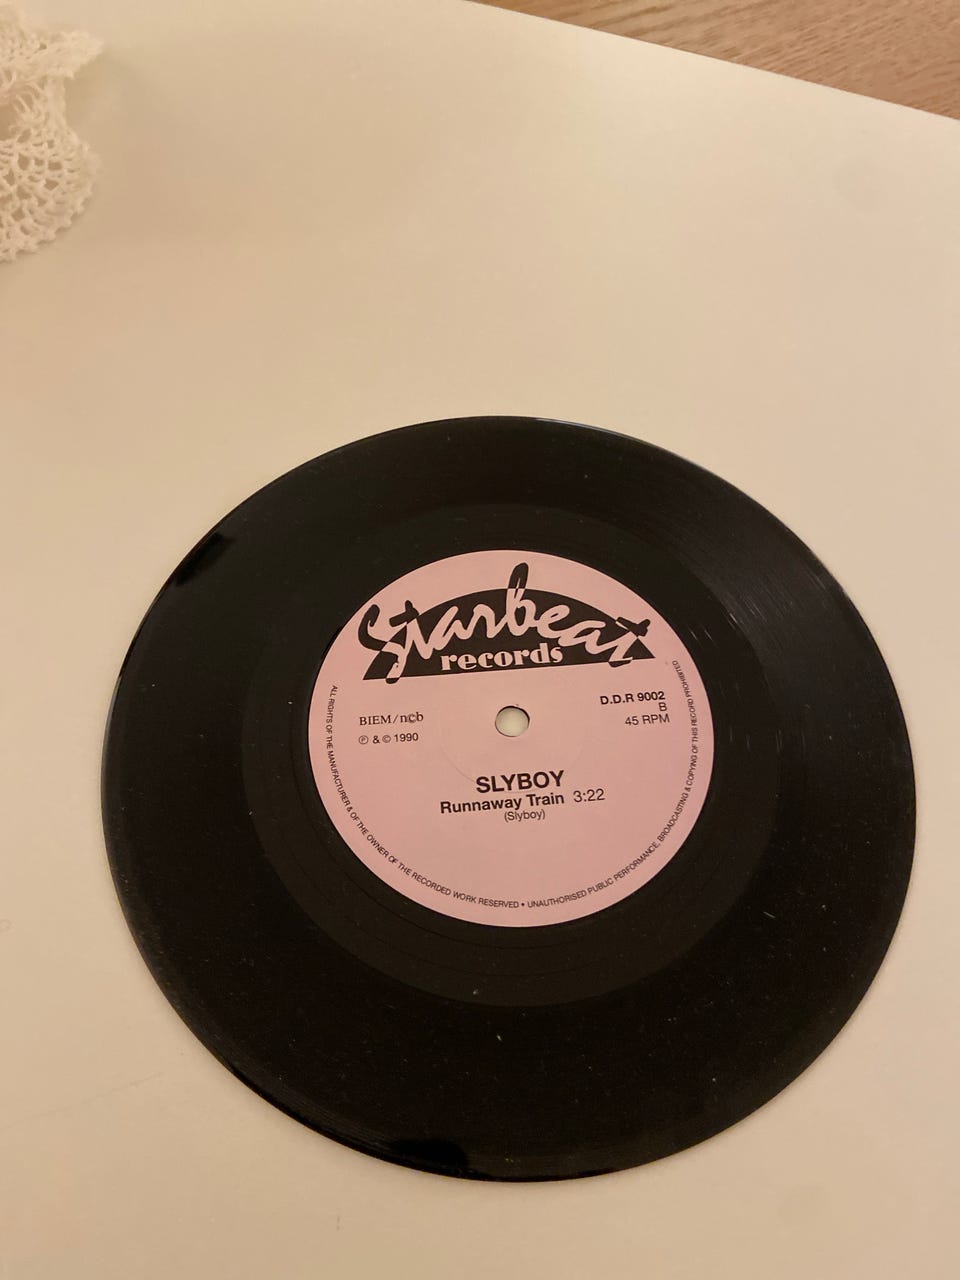 Starbeat
records
BIEM/ncb
Ⓟ & © 1990
D.D.R 9002
B
45 RPM
SLYBOY
Runnaway Train 3:22
(Slyboy)
ALL RIGHTS OF THE MANUFACTURER & OF THE OWNER OF THE RECORDED WORK RESERVED • UNAUTHORISED PUBLIC PERFORMANCE, BROADCASTING & COPYING OF THIS RECORD PROHIBITED